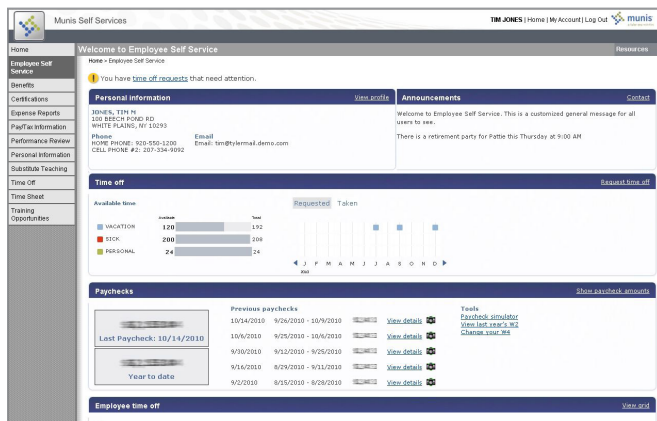 Munis Self Services
TIM JONES | Home | My Account | Log Out
munis
Home
Employee Self Service
Benefits
Certifications
Expense Reports
Pay/Tax Information
Performance Review
Personal Information
Substitute Teaching
Time Off
Time Sheet
Training Opportunities
Welcome to Employee Self Service
Resources
Home > Employee Self Service
! You have time off requests that need attention.
Personal information
View profile
JONES, TIM M
100 BEECH POND RD
WHITE PLAINS, NY 10293
Phone
HOME PHONE: 920-550-1200
CELL PHONE #2: 207-334-9092
Email
Email: tim@tylermail.demo.com
Announcements
Contact
Welcome to Employee Self Service. This is a customized general message for all
users to see.
There is a retirement party for Pattie this Thursday at 9:00 AM
Time off
Request time off
Available time
Requested Taken
Available Total
VACATION 120 192
SICK 200 208
PERSONAL 24 24
J F M A M J J A S O N D
2010
Paychecks
Show paycheck amounts
Last Paycheck: 10/14/2010
Year to date
Previous paychecks
10/14/2010 9/26/2010 - 10/9/2010 View details
10/6/2010 9/25/2010 - 10/6/2010 View details
9/30/2010 9/12/2010 - 9/25/2010 View details
9/16/2010 8/29/2010 - 9/11/2010 View details
9/2/2010 8/15/2010 - 8/28/2010 View details
Tools
Paycheck simulator
View last year's W2
Change your W4
Employee time off
View grid